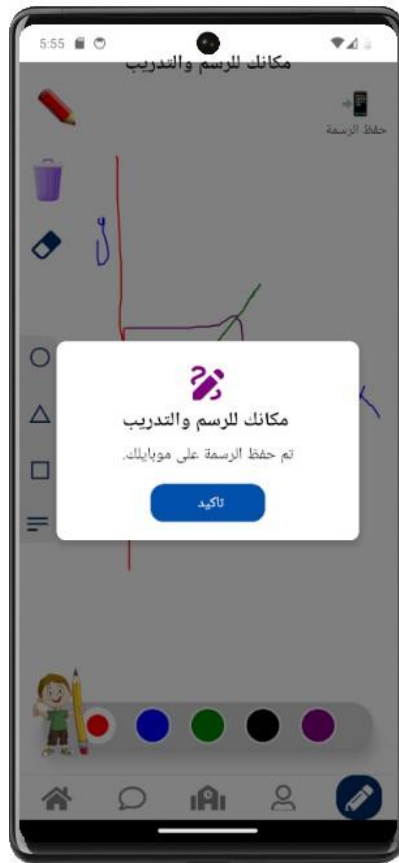 5:55
مكانك للرسم والتدريب
حفظ الرسمة
مكانك للرسم والتدريب
تم حفظ الرسمة على موبايلك.
تاكيد